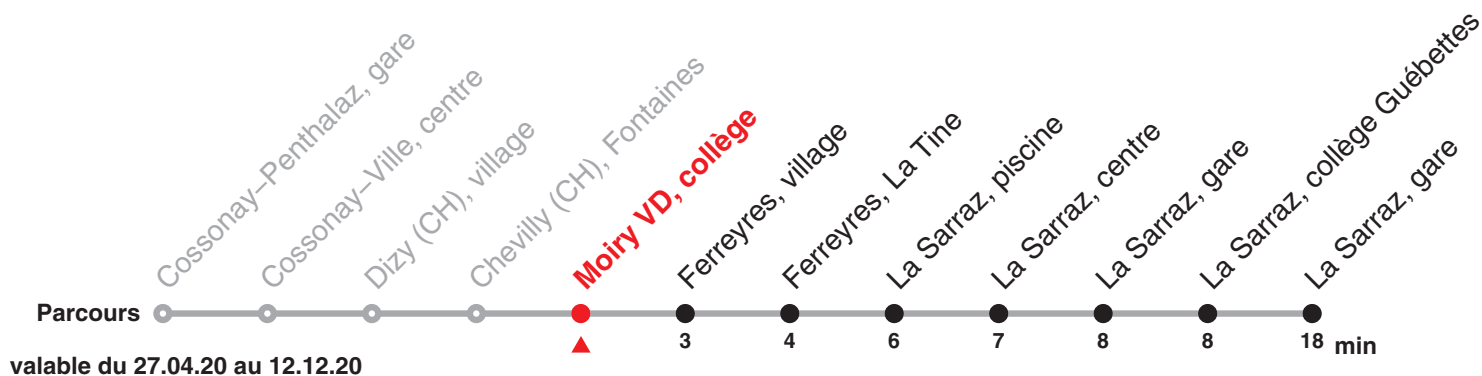 Cossonay–Penthalaz, gare
Cossonay–Ville, centre
Dizy (CH), village
Chevilly (CH), Fontaines
Moiry VD, collège
Ferreyres, village
Ferreyres, La Tine
La Sarraz, piscine
La Sarraz, centre
La Sarraz, gare
La Sarraz, collège Guébettes
La Sarraz, gare
Parcours
3 4 6 7 8 8 18 min
valable du 27.04.20 au 12.12.20